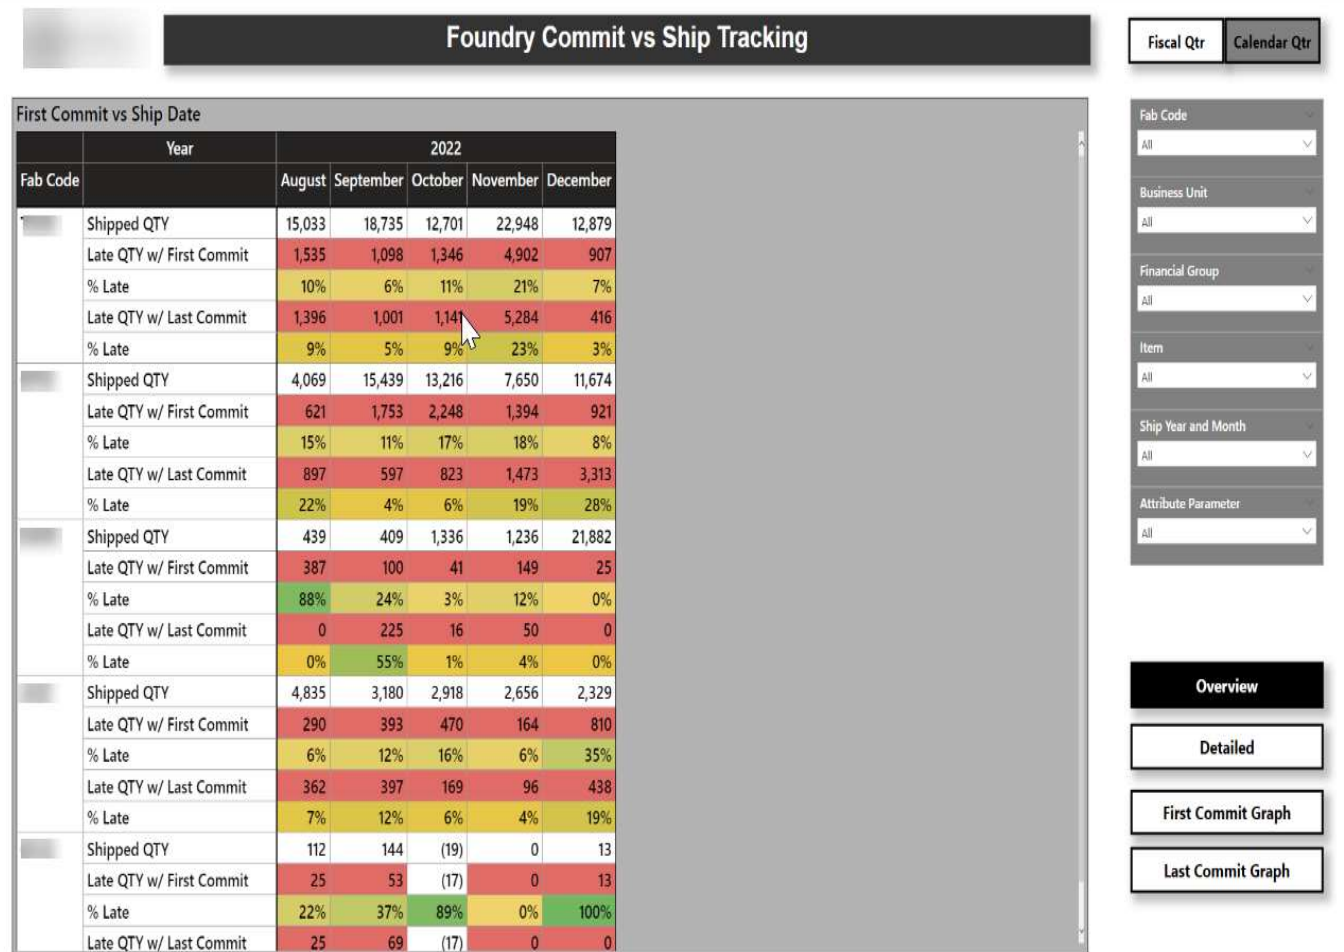 Foundry Commit vs Ship Tracking
Fiscal Qtr Calendar Qtr
First Commit vs Ship Date
Year 2022
Fab Code August September October November December
Shipped QTY 15,033 18,735 12,701 22,948 12,879
Late QTY w/ First Commit 1,535 1,098 1,346 4,902 907
% Late 10% 6% 11% 21% 7%
Late QTY w/ Last Commit 1,396 1,001 1,141 5,284 416
% Late 9% 5% 9% 23% 3%
Shipped QTY 4,069 15,439 13,216 7,650 11,674
Late QTY w/ First Commit 621 1,753 2,248 1,394 921
% Late 15% 11% 17% 18% 8%
Late QTY w/ Last Commit 897 597 823 1,473 3,313
% Late 22% 4% 6% 19% 28%
Shipped QTY 439 409 1,336 1,236 21,882
Late QTY w/ First Commit 387 100 41 149 25
% Late 88% 24% 3% 12% 0%
Late QTY w/ Last Commit 0 225 16 50 0
% Late 0% 55% 1% 4% 0%
Shipped QTY 4,835 3,180 2,918 2,656 2,329
Late QTY w/ First Commit 290 393 470 164 810
% Late 6% 12% 16% 6% 35%
Late QTY w/ Last Commit 362 397 169 96 438
% Late 7% 12% 6% 4% 19%
Shipped QTY 112 144 (19) 0 13
Late QTY w/ First Commit 25 53 (17) 0 13
% Late 22% 37% 89% 0% 100%
Late QTY w/ Last Commit 25 69 (17) 0 0
Fab Code
All
Business Unit
All
Financial Group
All
Item
All
Ship Year and Month
All
Attribute Parameter
All
Overview
Detailed
First Commit Graph
Last Commit Graph